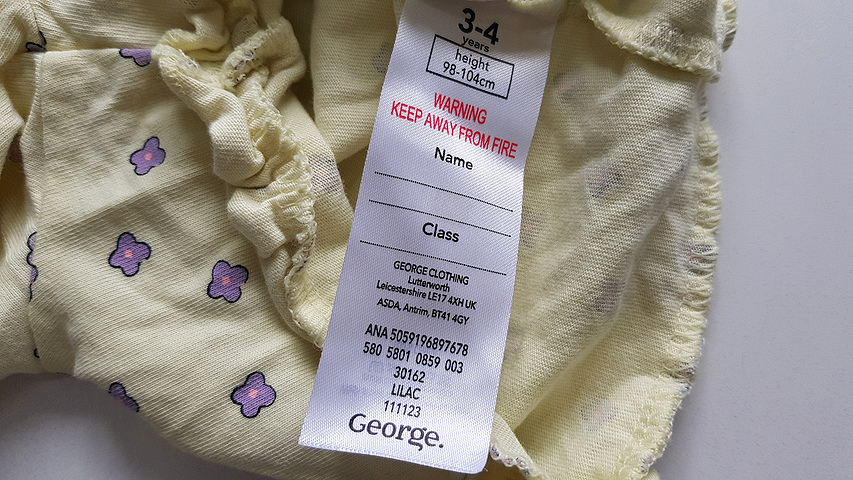 3-4
years
height
98-104cm
WARNING
KEEP AWAY FROM FIRE
Name
Class
GEORGE CLOTHING
Lutterworth
Leicestershire LE17 4XH UK
ASDA, Antrim, BT41 4GY
ANA 5059196897678
580 5801 0859 003
30162
LILAC
111123
George.